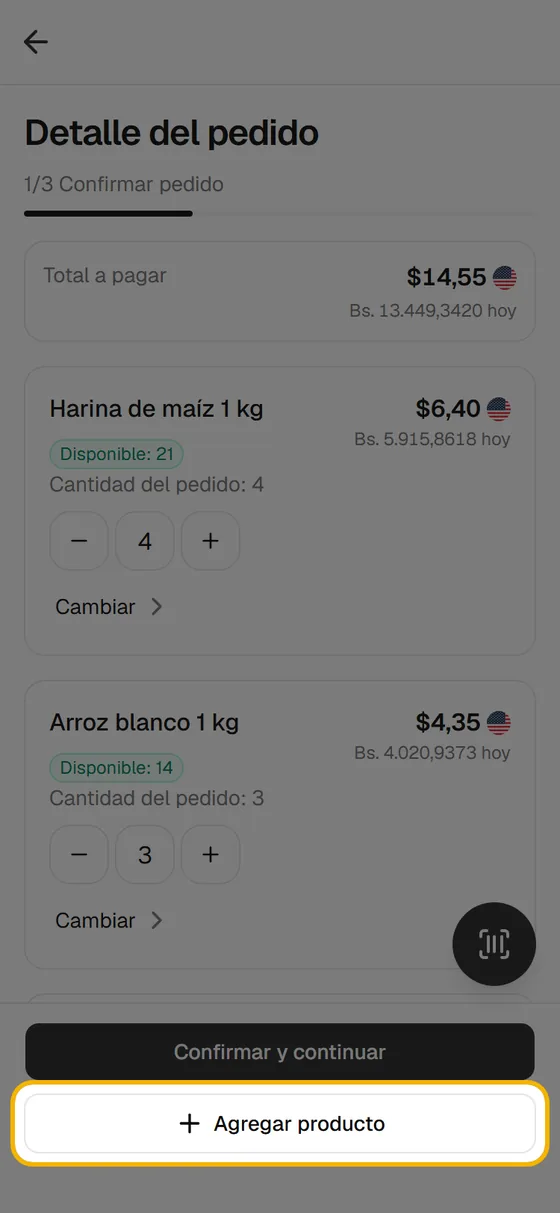 Detalle del pedido
1/3 Confirmar pedido
Total a pagar
$14,55
Bs. 13.449,3420 hoy
Harina de maíz 1 kg
$6,40
Disponible: 21
Bs. 5.915,8618 hoy
Cantidad del pedido: 4
− 4 +
Cambiar
Arroz blanco 1 kg
$4,35
Disponible: 14
Bs. 4.020,9373 hoy
Cantidad del pedido: 3
− 3 +
Cambiar
Confirmar y continuar
+ Agregar producto